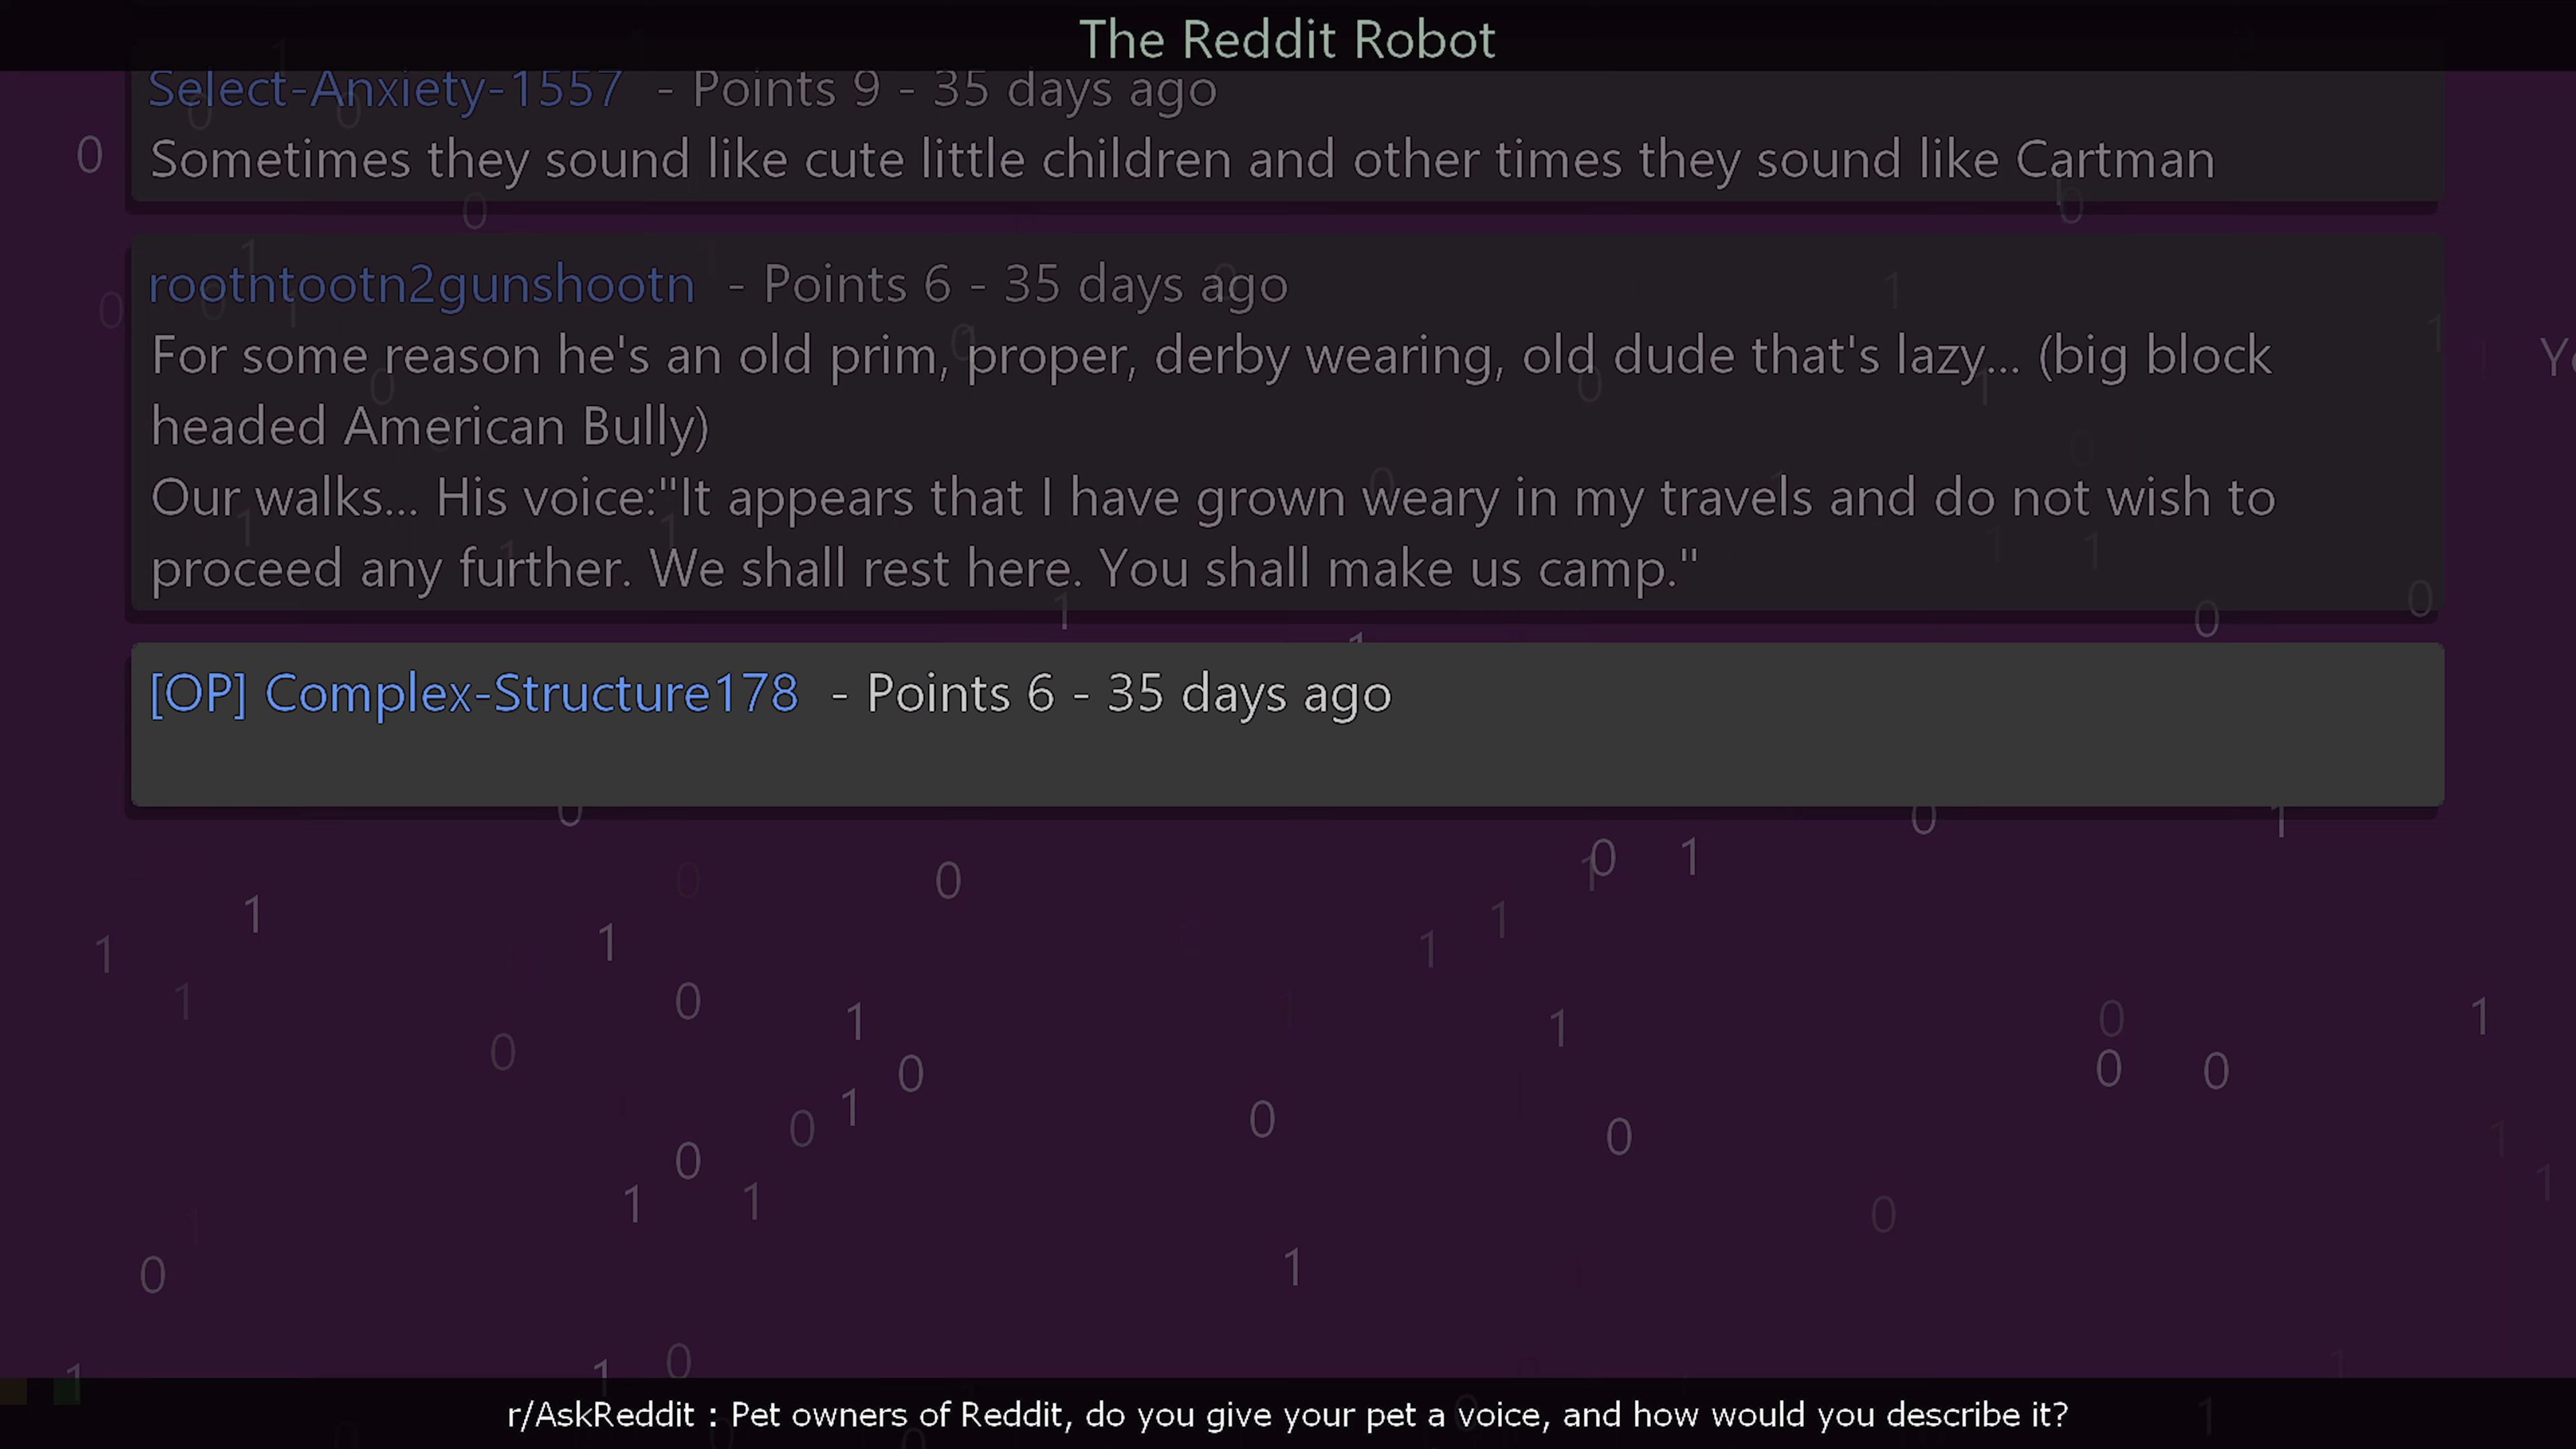 The Reddit Robot
Select-Anxiety-1557 - Points 9 - 35 days ago
Sometimes they sound like cute little children and other times they sound like Cartman
roothtootn2gunshootn - Points 6 - 35 days ago
For some reason he's an old prim, proper, derby wearing, old dude that's lazy... (big block
headed American Bully)
Our walks... His voice:"It appears that I have grown weary in my travels and do not wish to
proceed any further. We shall rest here. You shall make us camp."
[OP] Complex-Structure178 - Points 6 - 35 days ago
r/AskReddit : Pet owners of Reddit, do you give your pet a voice, and how would you describe it?